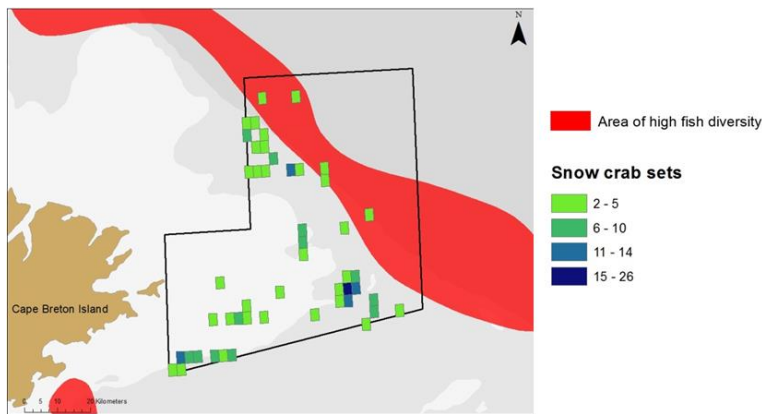 N
Area of high fish diversity
Snow crab sets
2 - 5
6 - 10
11 - 14
15 - 26
Cape Breton Island
0 5 10 20 Kilometers